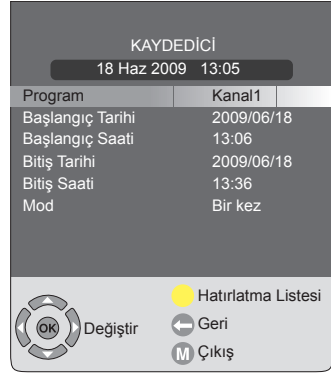 KAYDEDİCİ
18 Haz 2009 13:05
Program Kanal1
Başlangıç Tarihi 2009/06/18
Başlangıç Saati 13:06
Bitiş Tarihi 2009/06/18
Bitiş Saati 13:36
Mod Bir kez
Hatırlatma Listesi
OK Değiştir Geri
M Çıkış